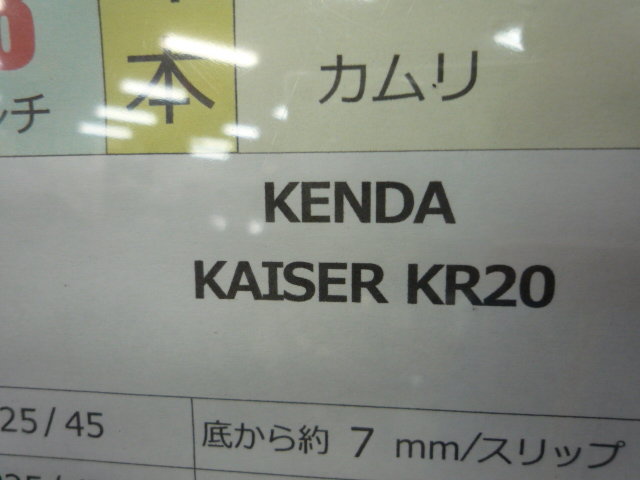 チ
本
カムリ
KENDA
KAISER KR20
25/45
底から約 7 mm/スリップ